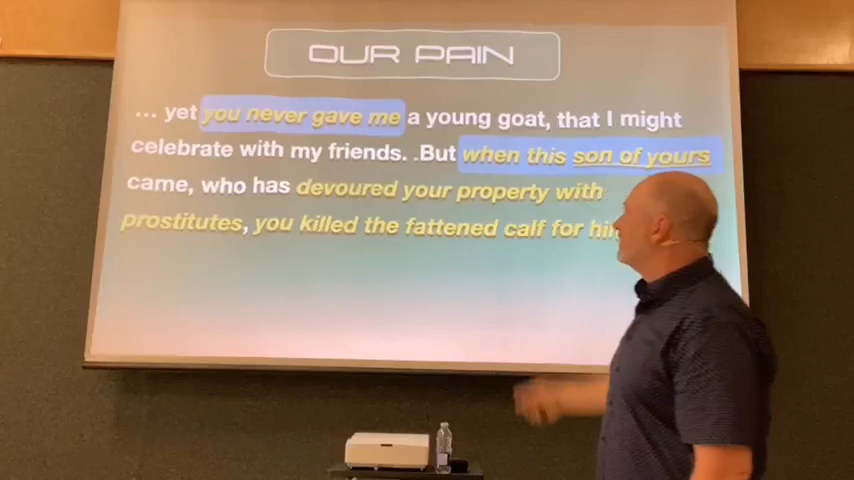 OUR PAIN
... yet you never gave me a young goat, that I might
celebrate with my friends. .But when this son of yours
came, who has devoured your property with
prostitutes, you killed the fattened calf for